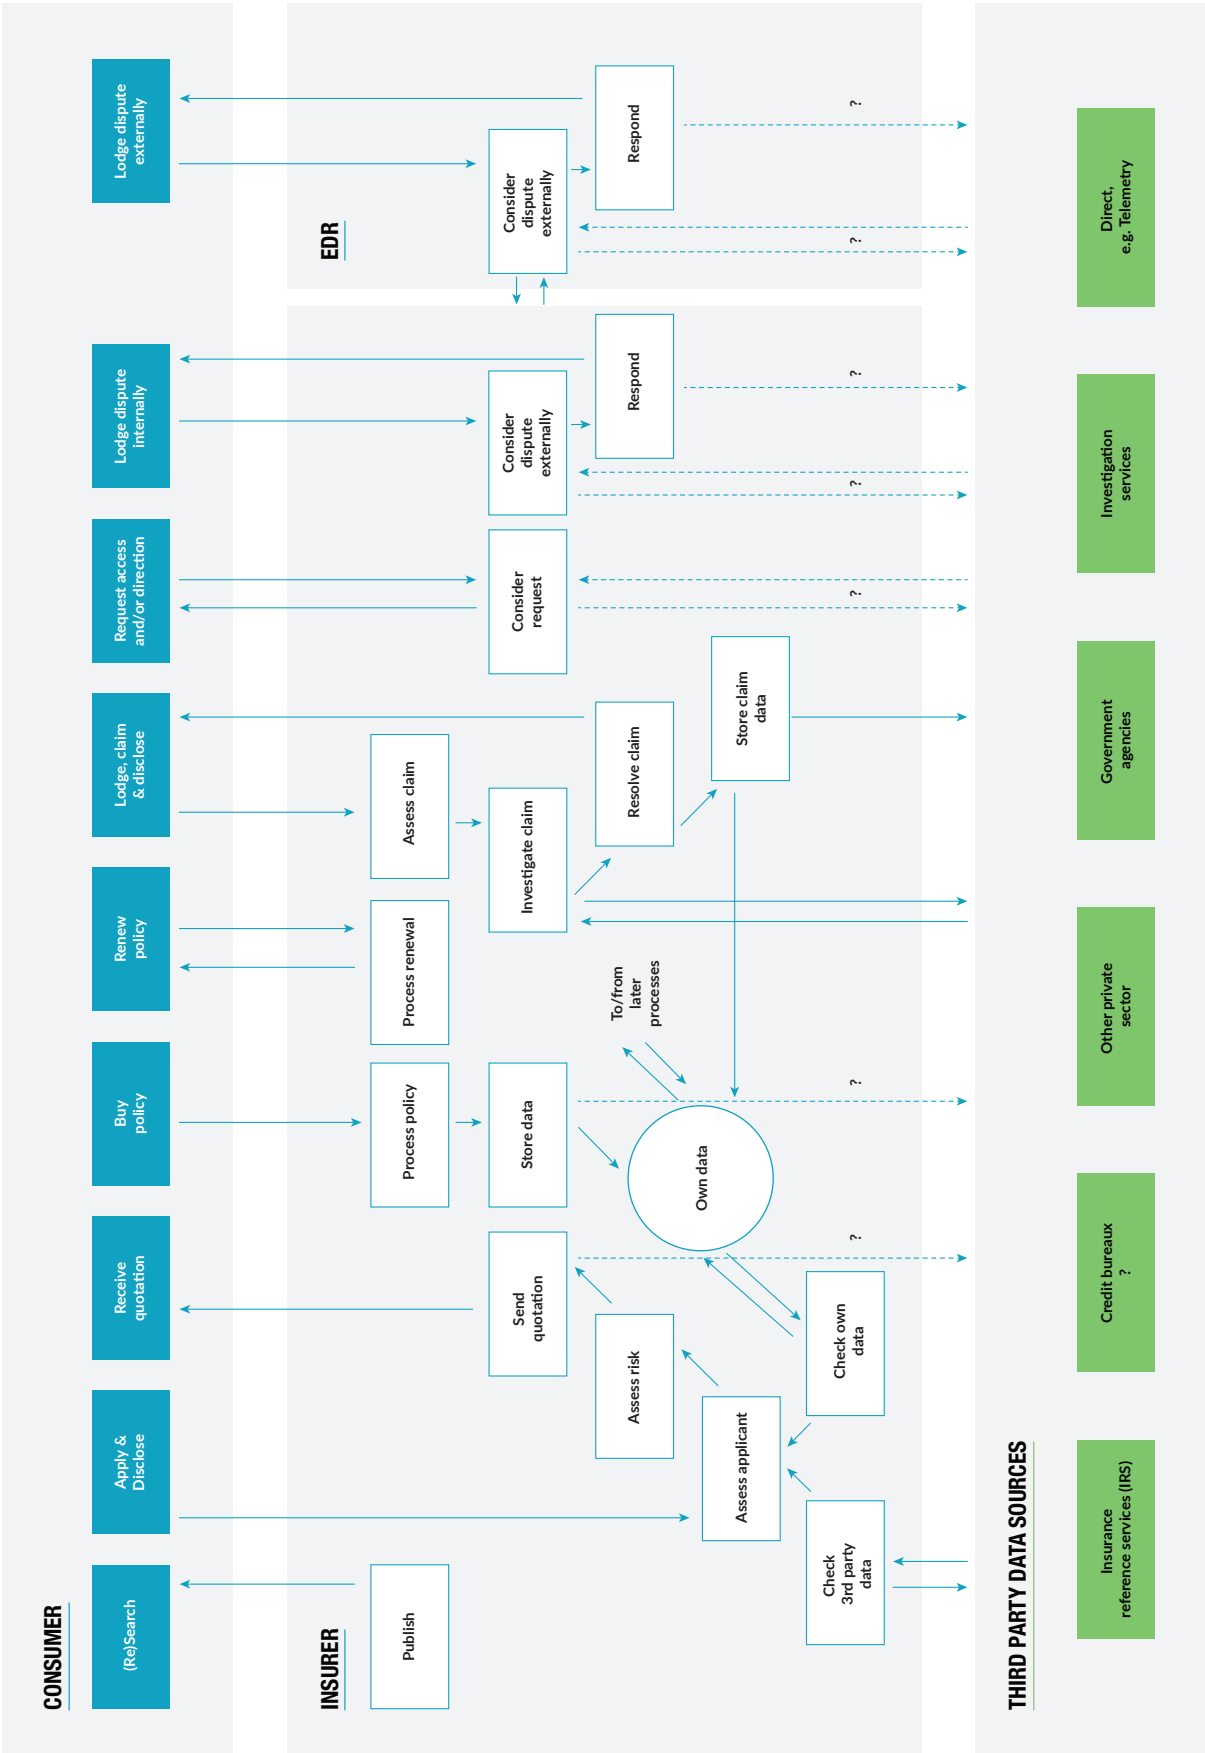 CONSUMER
(Re)Search
Apply &
Disclose
Receive
quotation
Buy
policy
Renew
policy
Lodge, claim
& disclose
Request access
and/or direction
Lodge dispute
internally
Lodge dispute
externally
INSURER
EDR
Publish
Process policy
Process renewal
Assess claim
Send
quotation
Store data
Investigate claim
Consider
request
Consider
dispute
externally
Consider
dispute
externally
Assess risk
To/from
later
processes
Resolve claim
Respond
Respond
Assess applicant
Own data
Store claim
data
Check
3rd party
data
Check own
data
?
?
?
?
?
?
?
THIRD PARTY DATA SOURCES
Insurance
reference services (IRS)
Credit bureaux
?
Other private
sector
Government
agencies
Investigation
services
Direct,
e.g. Telemetry